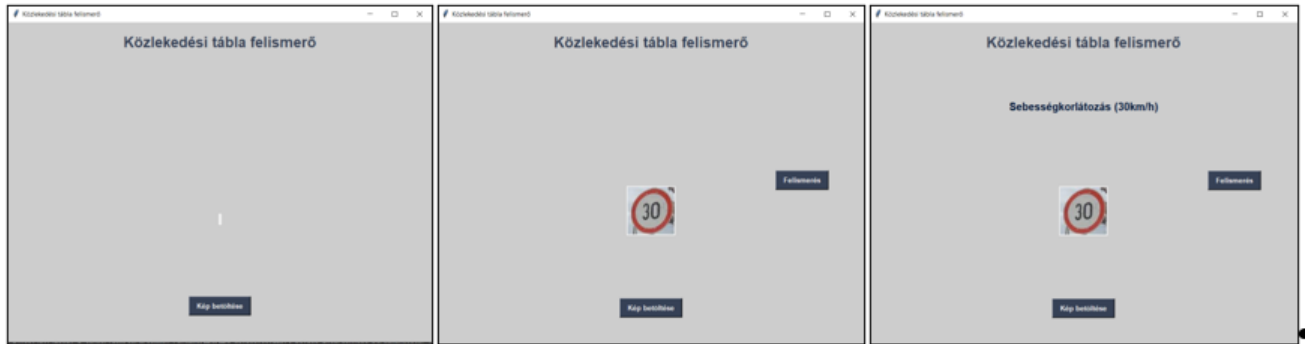 Közlekedési tábla felismerő
Közlekedési tábla felismerő
Kép betöltése
Közlekedési tábla felismerő
Közlekedési tábla felismerő
Felismerés
30
Kép betöltése
Közlekedési tábla felismerő
Közlekedési tábla felismerő
Sebességkorlátozás (30km/h)
Felismerés
30
Kép betöltése